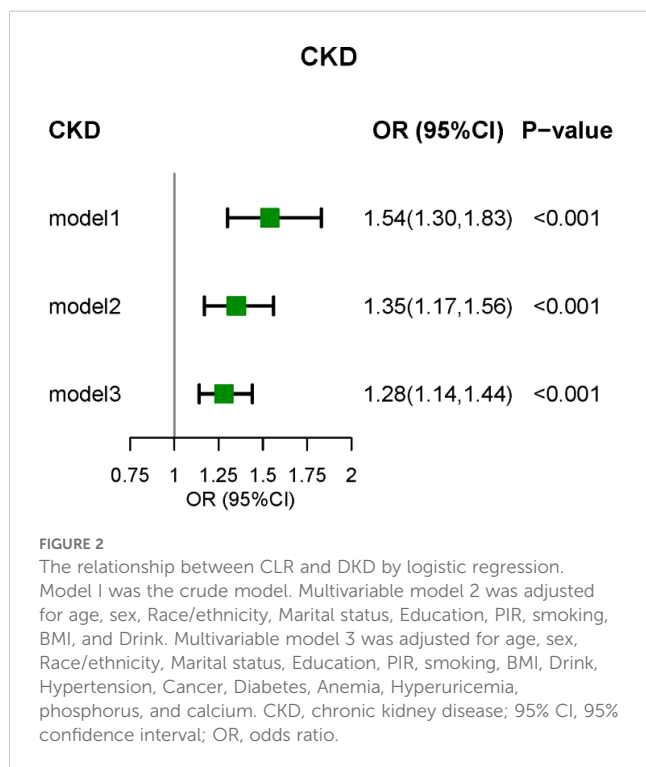 CKD
CKD OR (95%CI) P−value
model1 1.54(1.30,1.83) <0.001
model2 1.35(1.17,1.56) <0.001
model3 1.28(1.14,1.44) <0.001
0.75 1 1.25 1.5 1.75 2
OR (95%CI)
FIGURE 2
The relationship between CLR and DKD by logistic regression.
Model I was the crude model. Multivariable model 2 was adjusted
for age, sex, Race/ethnicity, Marital status, Education, PIR, smoking,
BMI, and Drink. Multivariable model 3 was adjusted for age, sex,
Race/ethnicity, Marital status, Education, PIR, smoking, BMI, Drink,
Hypertension, Cancer, Diabetes, Anemia, Hyperuricemia,
phosphorus, and calcium. CKD, chronic kidney disease; 95% CI, 95%
confidence interval; OR, odds ratio.